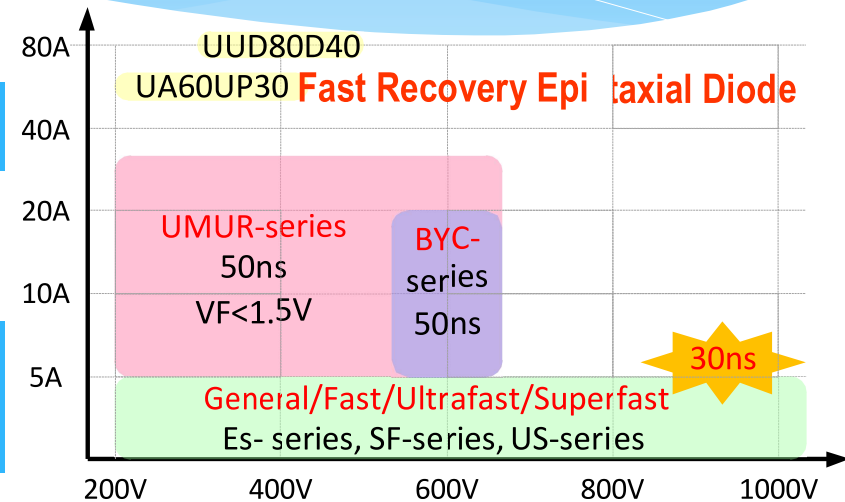 80A
UUD80D40
UA60UP30 Fast Recovery Epi taxial Diode
40A
20A
UMUR-series
50ns
VF<1.5V
BYC-
series
50ns
10A
30ns
5A
General/Fast/Ultrafast/Superfast
Es- series, SF-series, US-series
200V 400V 600V 800V 1000V